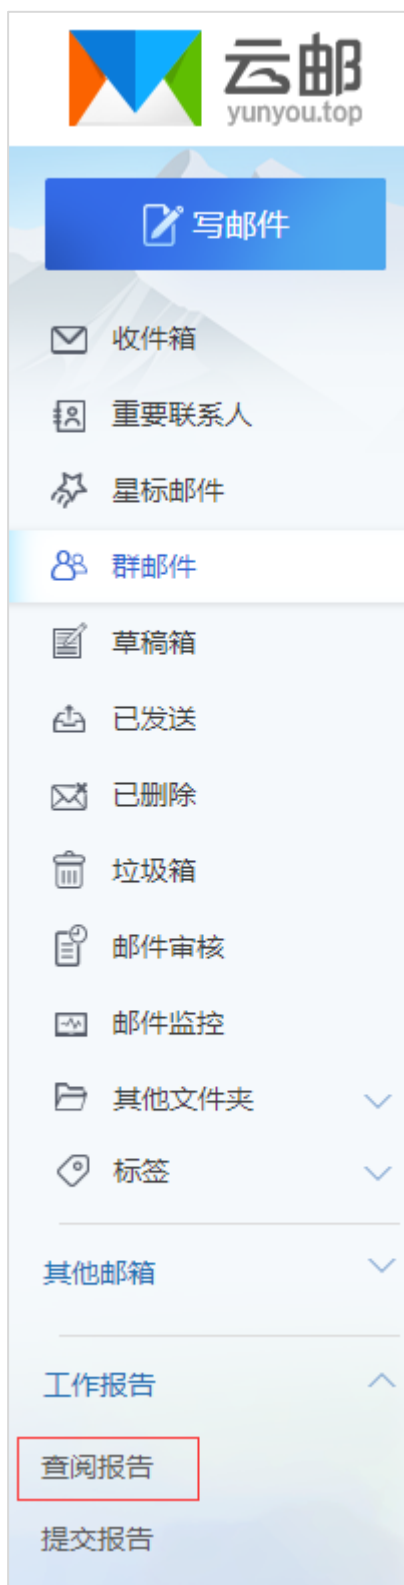 云邮
yunyou.top
写邮件
收件箱
重要联系人
星标邮件
群邮件
草稿箱
已发送
已删除
垃圾箱
邮件审核
邮件监控
其他文件夹
标签
其他邮箱
工作报告
查阅报告
提交报告